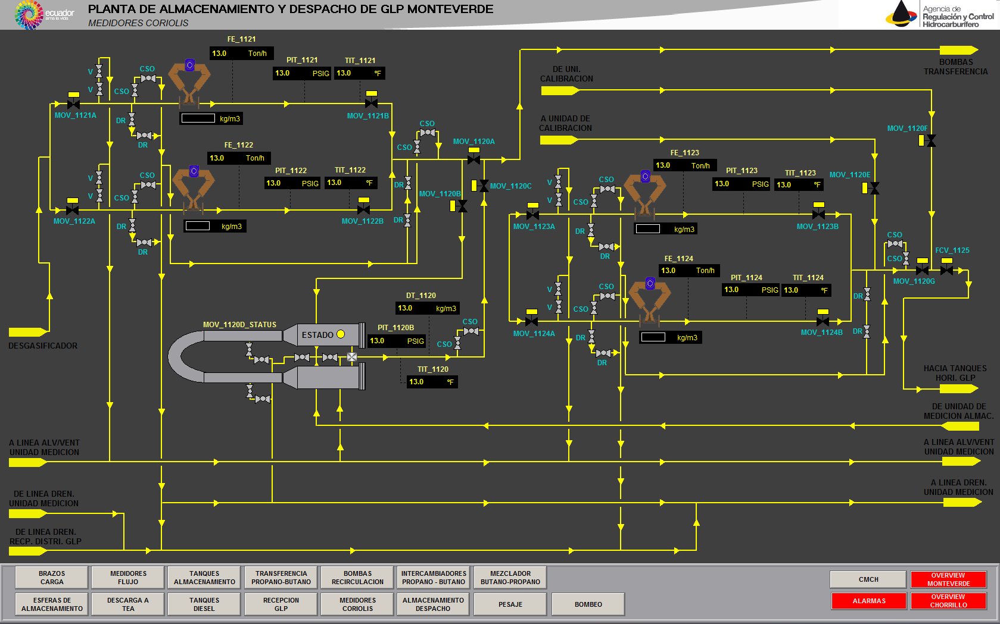 ecuador
ama la vida
PLANTA DE ALMACENAMIENTO Y DESPACHO DE GLP MONTEVERDE
MEDIDORES CORIOLIS
Agencia de
Regulación y Control
Hidrocarburífero
FE_1121
13.0 Ton/h
PIT_1121
13.0 PSIG
TIT_1121
13.0 ºF
V
V
CSO
CSO
MOV_1121A
MOV_1121B
kg/m3
DR
DR
FE_1122
13.0 Ton/h
PIT_1122
13.0 PSIG
TIT_1122
13.0 ºF
V
V
CSO
CSO
MOV_1122A
MOV_1122B
kg/m3
DR
DR
CSO
CSO
MOV_1120A
DR
DR
MOV_1120B
MOV_1120C
BOMBAS
TRANSFERENCIA
DE UNI.
CALIBRACION
A UNIDAD DE
CALIBRACION
MOV_1120F
MOV_1120E
FE_1123
13.0 Ton/h
PIT_1123
13.0 PSIG
TIT_1123
13.0 ºF
V
V
CSO
CSO
MOV_1123A
MOV_1123B
kg/m3
DR
DR
FE_1124
13.0 Ton/h
PIT_1124
13.0 PSIG
TIT_1124
13.0 ºF
V
V
CSO
CSO
MOV_1124A
MOV_1124B
kg/m3
DR
DR
CSO
CSO
FCV_1125
MOV_1120G
DR
DR
DESGASIFICADOR
MOV_1120D_STATUS
ESTADO
DT_1120
13.0 kg/m3
PIT_1120B
13.0 PSIG
CSO
CSO
TIT_1120
13.0 ºF
HACIA TANQUES
HORI. GLP
DE UNIDAD DE
MEDICION ALMAC.
A LINEA ALV/VENT
UNIDAD MEDICION
A LINEA ALV/VENT
UNIDAD MEDICION
DE LINEA DREN.
UNIDAD MEDICION
A LINEA DREN.
UNIDAD MEDICION
DE LINEA DREN.
RECP. DISTRI. GLP
BRAZOS
CARGA
MEDIDORES
FLUJO
TANQUES
ALMACENAMIENTO
TRANSFERENCIA
PROPANO-BUTANO
BOMBAS
RECIRCULACION
INTERCAMBIADORES
PROPANO - BUTANO
MEZCLADOR
BUTANO-PROPANO
CMCH
OVERVIEW
MONTEVERDE
ESFERAS DE
ALMACENAMIENTO
DESCARGA A
TEA
TANQUES
DIESEL
RECEPCION
GLP
MEDIDORES
CORIOLIS
ALMACENAMIENTO
DESPACHO
PESAJE
BOMBEO
ALARMAS
OVERVIEW
CHORRILLO